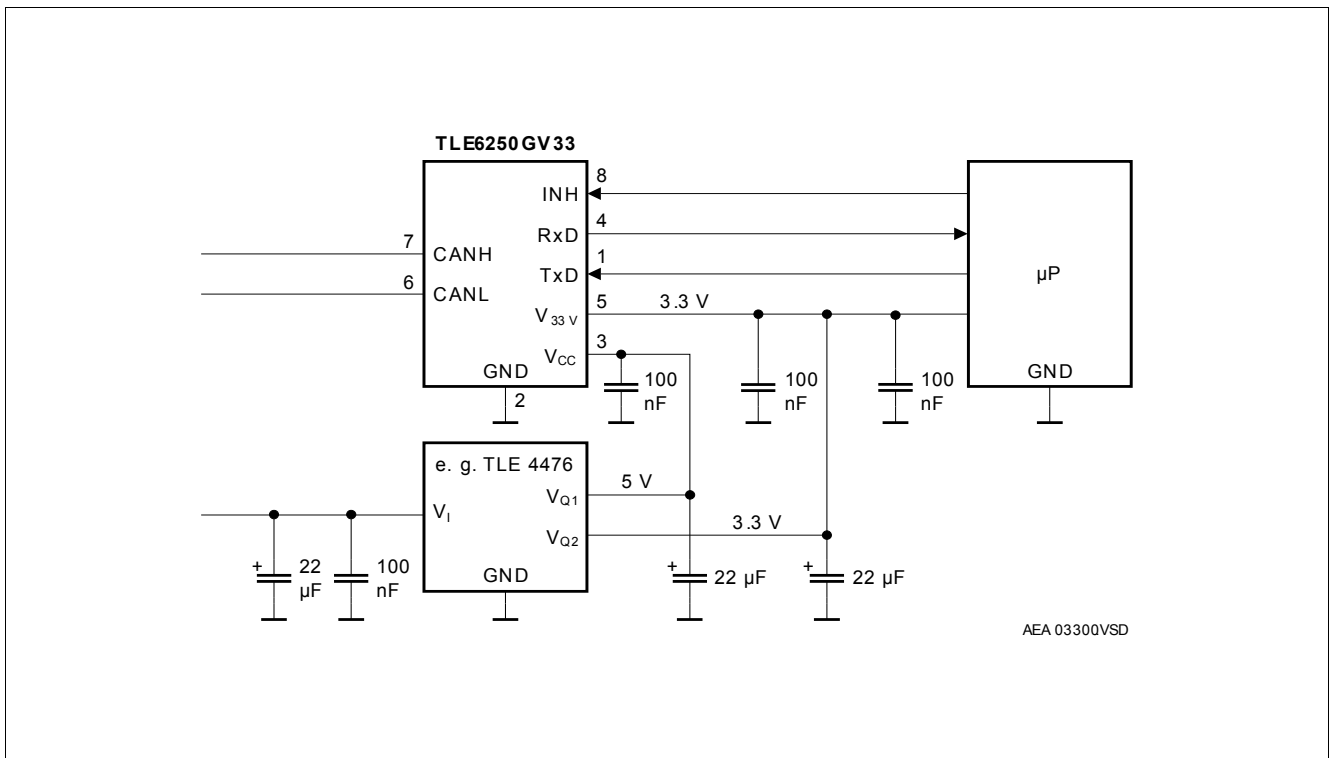 TLE6250GV33
8
INH
4
RxD
7
1
CANH
TxD
µP
6
5
3.3 V
CANL
V33 V
3
VCC
GND
100
nF
100
nF
100
nF
GND
2
e. g. TLE 4476
5 V
VQ1
VI
3.3 V
VQ2
+
22
µF
100
nF
GND
+
22 µF
+
22 µF
AEA 03300.VSD